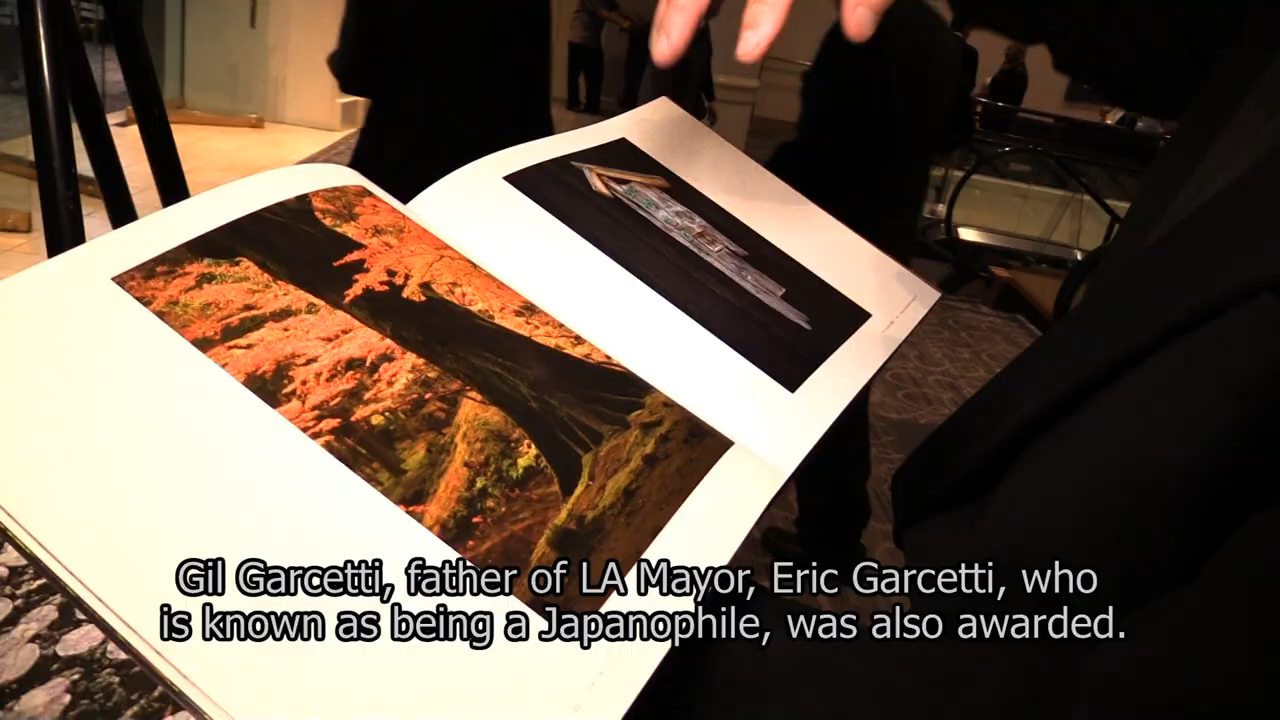 Gil Garcetti, father of LA Mayor, Eric Garcetti, who
is known as being a Japanophile, was also awarded.